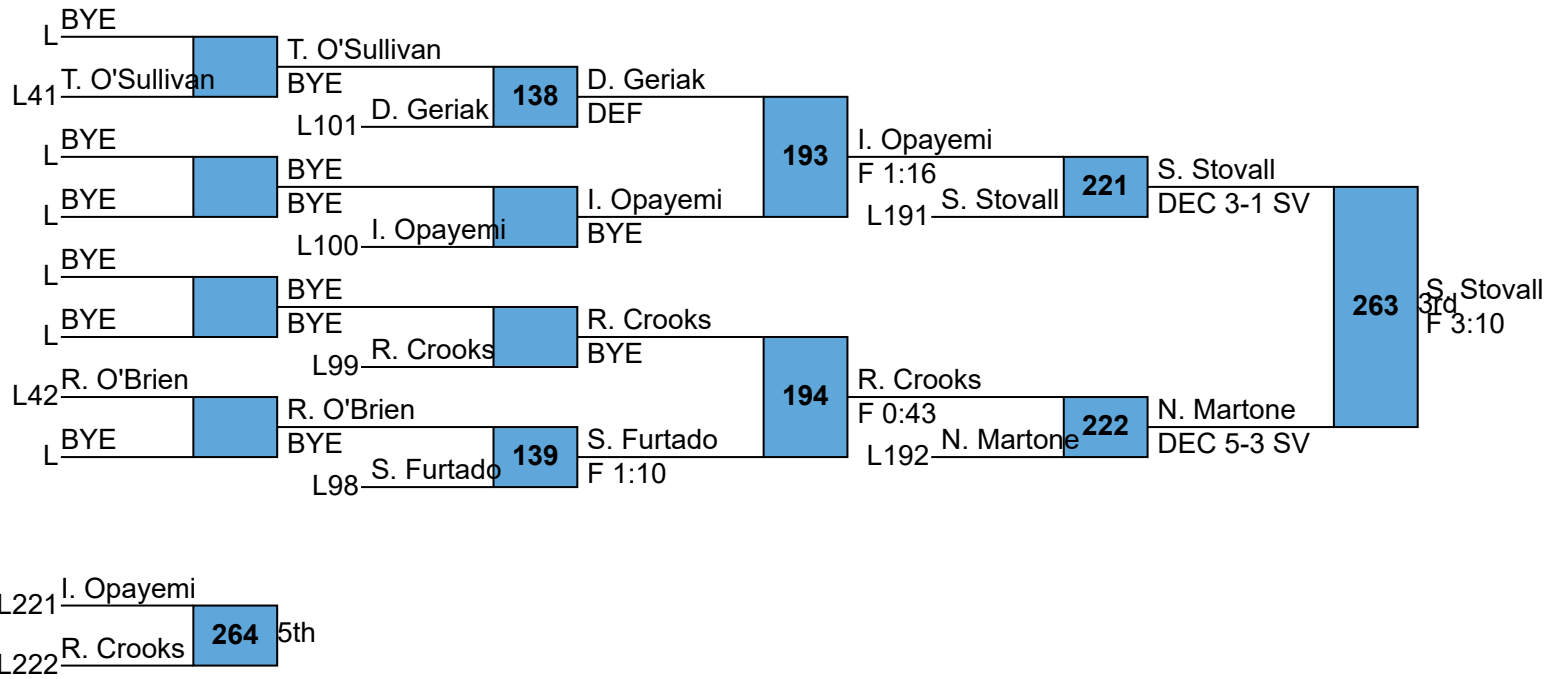 BYE
L
T. O'Sullivan
L41
T. O'Sullivan
BYE
D. Geriak
L101
138
D. Geriak
DEF
BYE
L
BYE
L
BYE
BYE
I. Opayemi
L100
I. Opayemi
BYE
193
I. Opayemi
F 1:16
S. Stovall
L191
221
S. Stovall
DEC 3-1 SV
BYE
L
BYE
L
BYE
BYE
R. Crooks
L99
R. Crooks
BYE
R. O'Brien
L42
BYE
L
R. O'Brien
BYE
S. Furtado
L98
139
S. Furtado
F 1:10
194
R. Crooks
F 0:43
N. Martone
L192
222
N. Martone
DEC 5-3 SV
263
3rd
S. Stovall
F 3:10
I. Opayemi
L221
R. Crooks
L222
264
5th